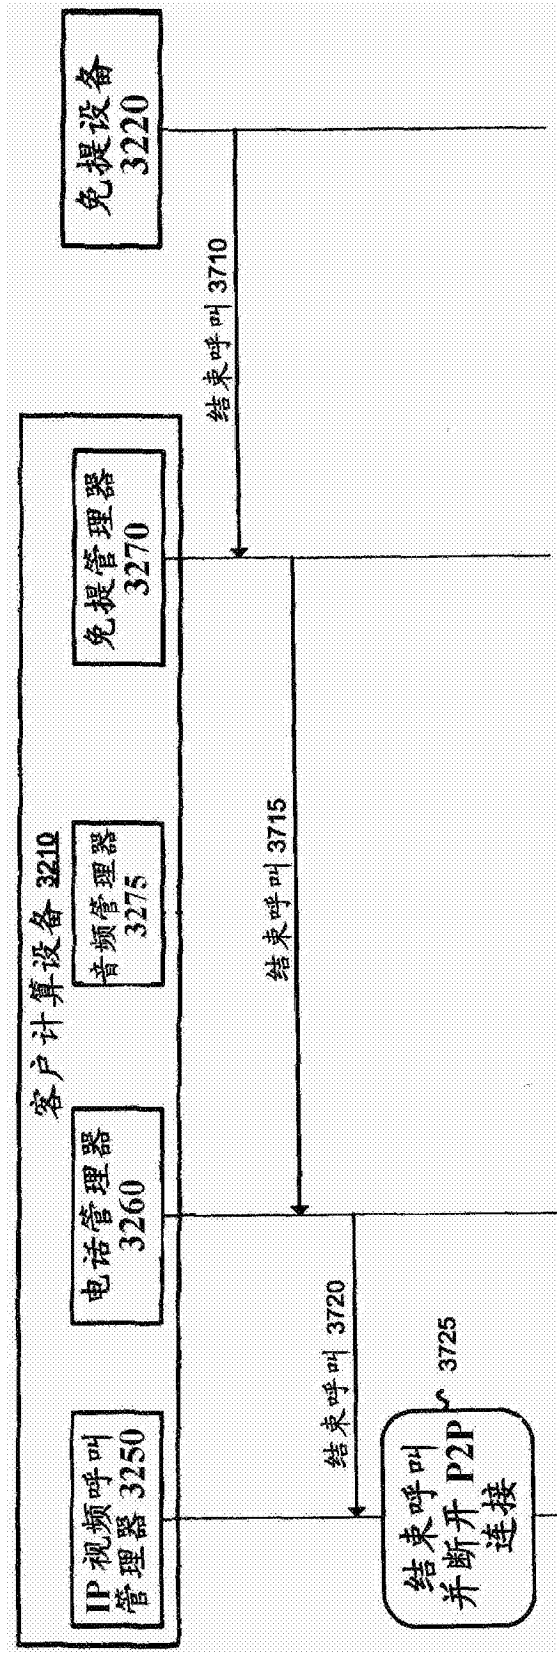 客户计算设备 3210
IP 视频呼叫
管理器 3250
电话管理器
3260
音频管理器
3275
免提管理器
3270
免提设备
3220
结束呼叫 3710
结束呼叫 3715
结束呼叫 3720
结束呼叫
并断开 P2P
连接
3725